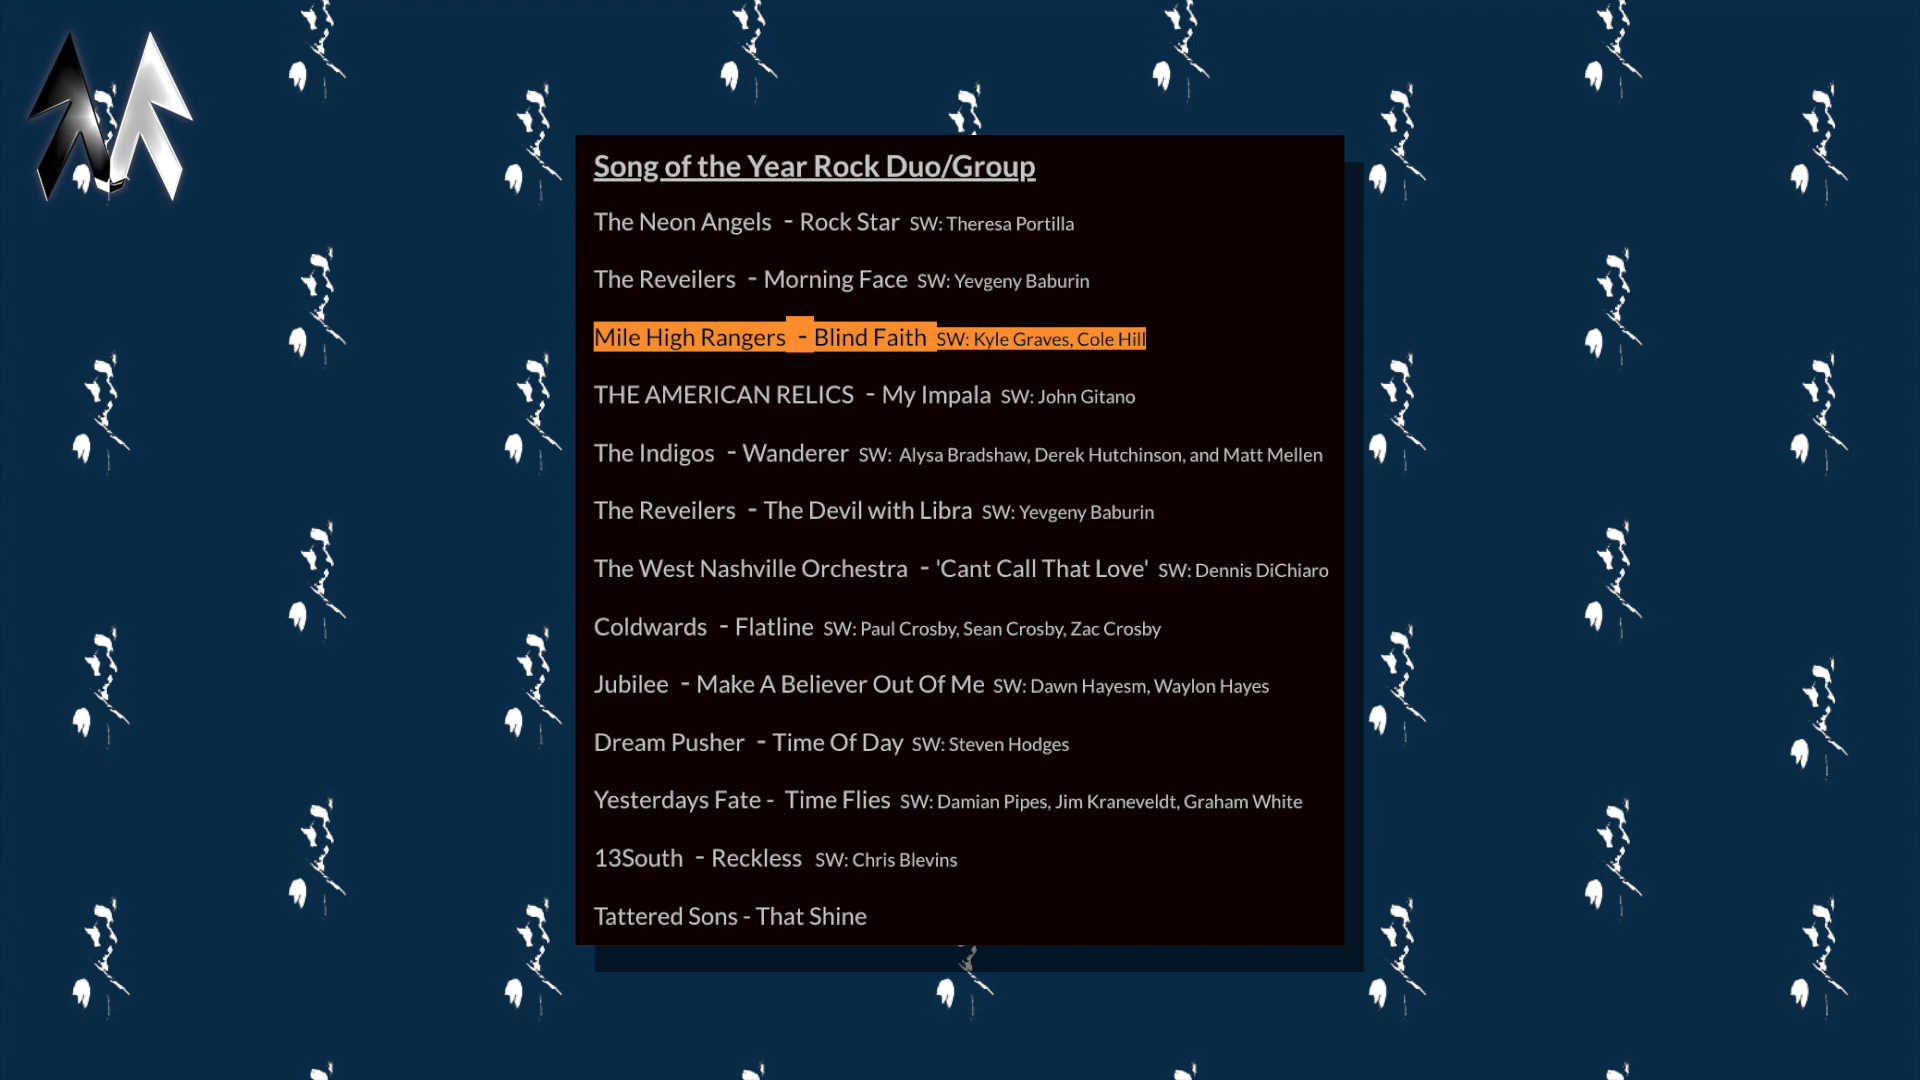 Song of the Year Rock Duo/Group
The Neon Angels - Rock Star SW: Theresa Portilla
The Reveilers - Morning Face SW: Yevgeny Baburin
Mile High Rangers - Blind Faith SW: Kyle Graves, Cole Hill
THE AMERICAN RELICS - My Impala SW: John Gitano
The Indigos - Wanderer SW: Alysa Bradshaw, Derek Hutchinson, and Matt Mellen
The Reveilers - The Devil with Libra SW: Yevgeny Baburin
The West Nashville Orchestra - 'Cant Call That Love' SW: Dennis DiChiaro
Coldwards - Flatline SW: Paul Crosby, Sean Crosby, Zac Crosby
Jubilee - Make A Believer Out Of Me SW: Dawn Hayesm, Waylon Hayes
Dream Pusher - Time Of Day SW: Steven Hodges
Yesterdays Fate - Time Flies SW: Damian Pipes, Jim Kraneveldt, Graham White
13South - Reckless SW: Chris Blevins
Tattered Sons - That Shine